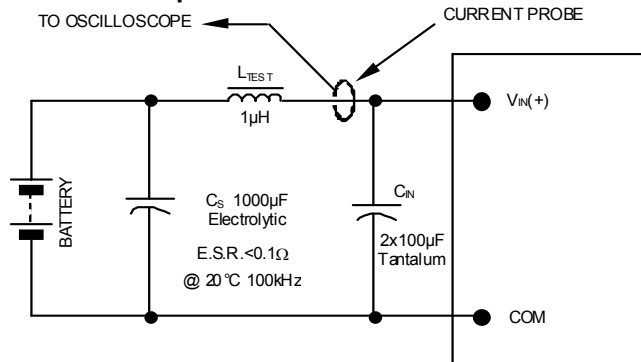 TO OSCILLOSCOPE
CURRENT PROBE
LTEST
1µH
VIN(+)
BATTERY
CS 1000µF
Electrolytic
E.S.R.<0.1Ω
@ 20°C 100kHz
CIN
2x100µF
Tantalum
COM